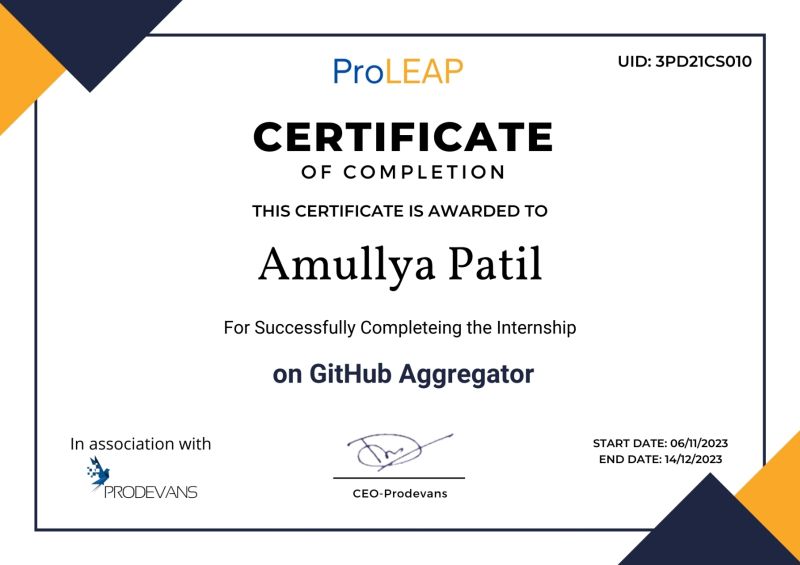 ProLEAP
UID: 3PD21CS010
CERTIFICATE
OF COMPLETION
THIS CERTIFICATE IS AWARDED TO
Amullya Patil
For Successfully Completeing the Internship
on GitHub Aggregator
In association with
PRODEVANS
CEO-Prodevans
START DATE: 06/11/2023
END DATE: 14/12/2023